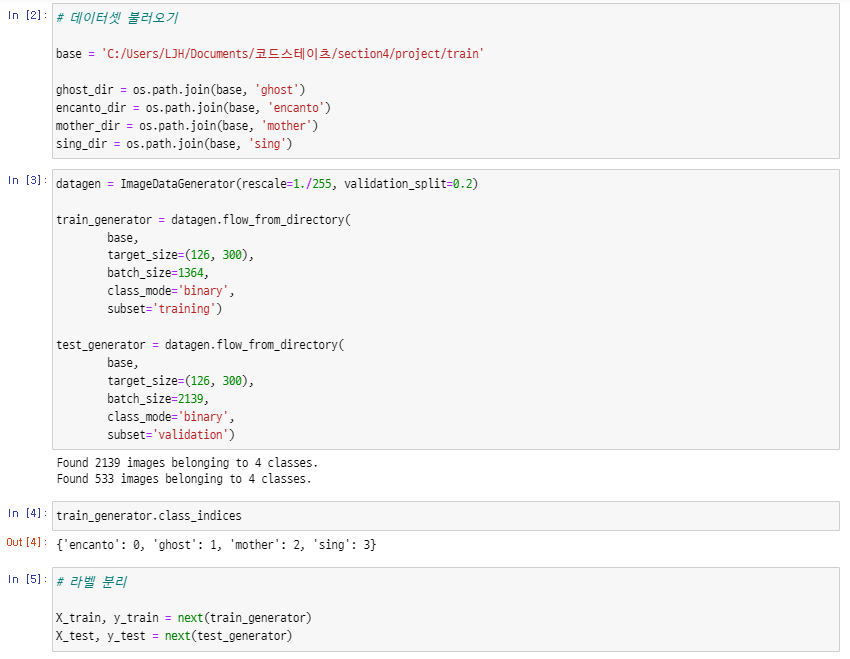 In [2]:
# 데이터셋 불러오기
base = 'C:/Users/LJH/Documents/코드스테이츠/section4/project/train'
ghost_dir = os.path.join(base, 'ghost')
encanto_dir = os.path.join(base, 'encanto')
mother_dir = os.path.join(base, 'mother')
sing_dir = os.path.join(base, 'sing')
In [3]:
datagen = ImageDataGenerator(rescale=1./255, validation_split=0.2)
train_generator = datagen.flow_from_directory(
base,
target_size=(126, 300),
batch_size=1364,
class_mode='binary',
subset='training')
test_generator = datagen.flow_from_directory(
base,
target_size=(126, 300),
batch_size=2139,
class_mode='binary',
subset='validation')
Found 2139 images belonging to 4 classes.
Found 533 images belonging to 4 classes.
In [4]:
train_generator.class_indices
Out[4]:
{'encanto': 0, 'ghost': 1, 'mother': 2, 'sing': 3}
In [5]:
# 라벨 분리
X_train, y_train = next(train_generator)
X_test, y_test = next(test_generator)